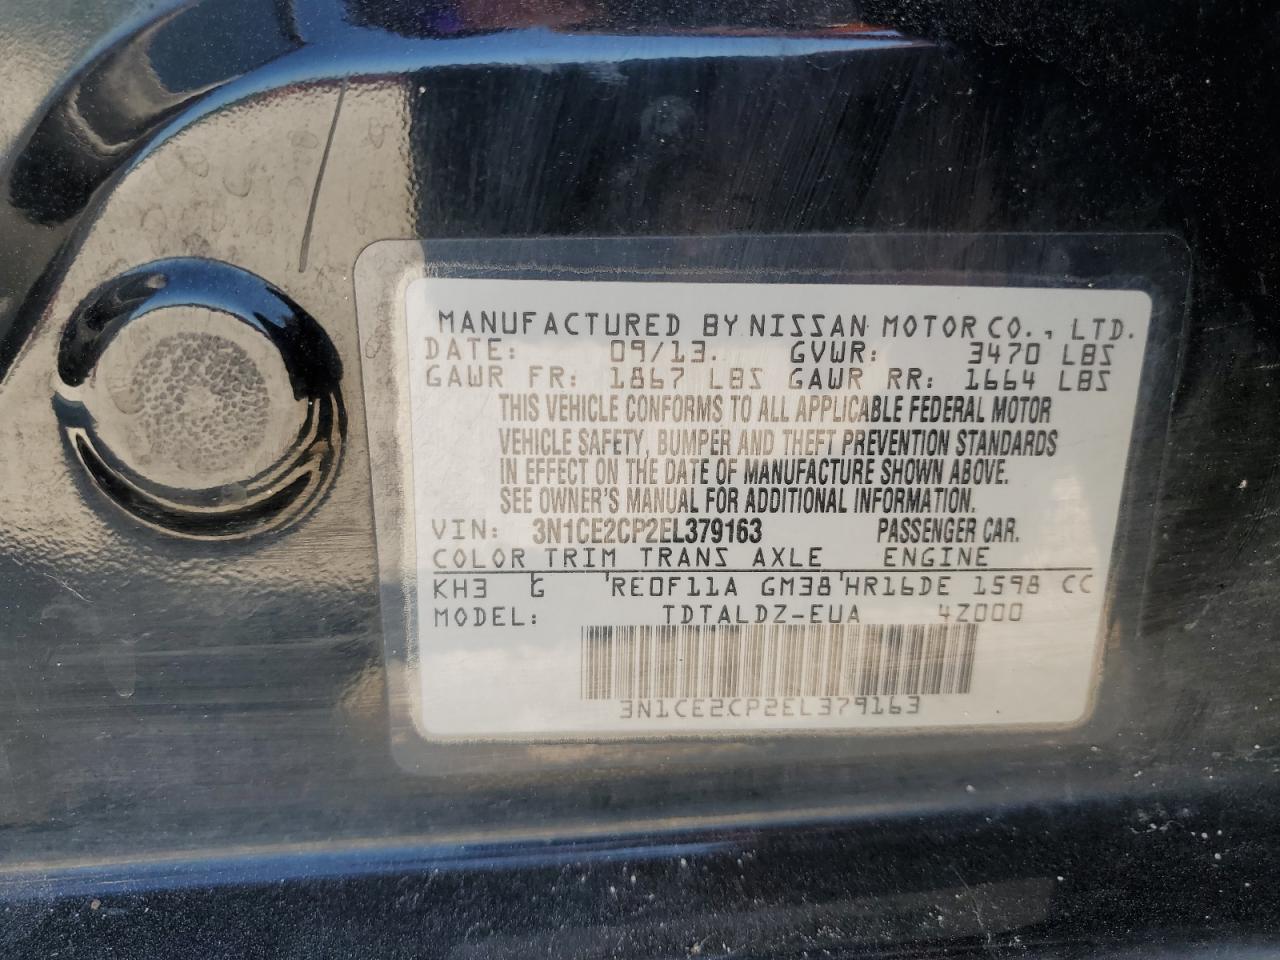 MANUFACTURED BY NISSAN MOTOR CO., LTD.
DATE: 09/13. GVWR: 3470 LBS
GAWR FR: 1867 LBS GAWR RR: 1664 LBS
THIS VEHICLE CONFORMS TO ALL APPLICABLE FEDERAL MOTOR
VEHICLE SAFETY, BUMPER AND THEFT PREVENTION STANDARDS
IN EFFECT ON THE DATE OF MANUFACTURE SHOWN ABOVE.
SEE OWNER'S MANUAL FOR ADDITIONAL INFORMATION.
VIN: 3N1CE2CP2EL379163 PASSENGER CAR.
COLOR TRIM TRANS AXLE ENGINE
KH3 G RE0F11A GM38 HR16DE 1598 CC
MODEL: TDTALDZ-EUA 4Z000
3N1CE2CP2EL379163